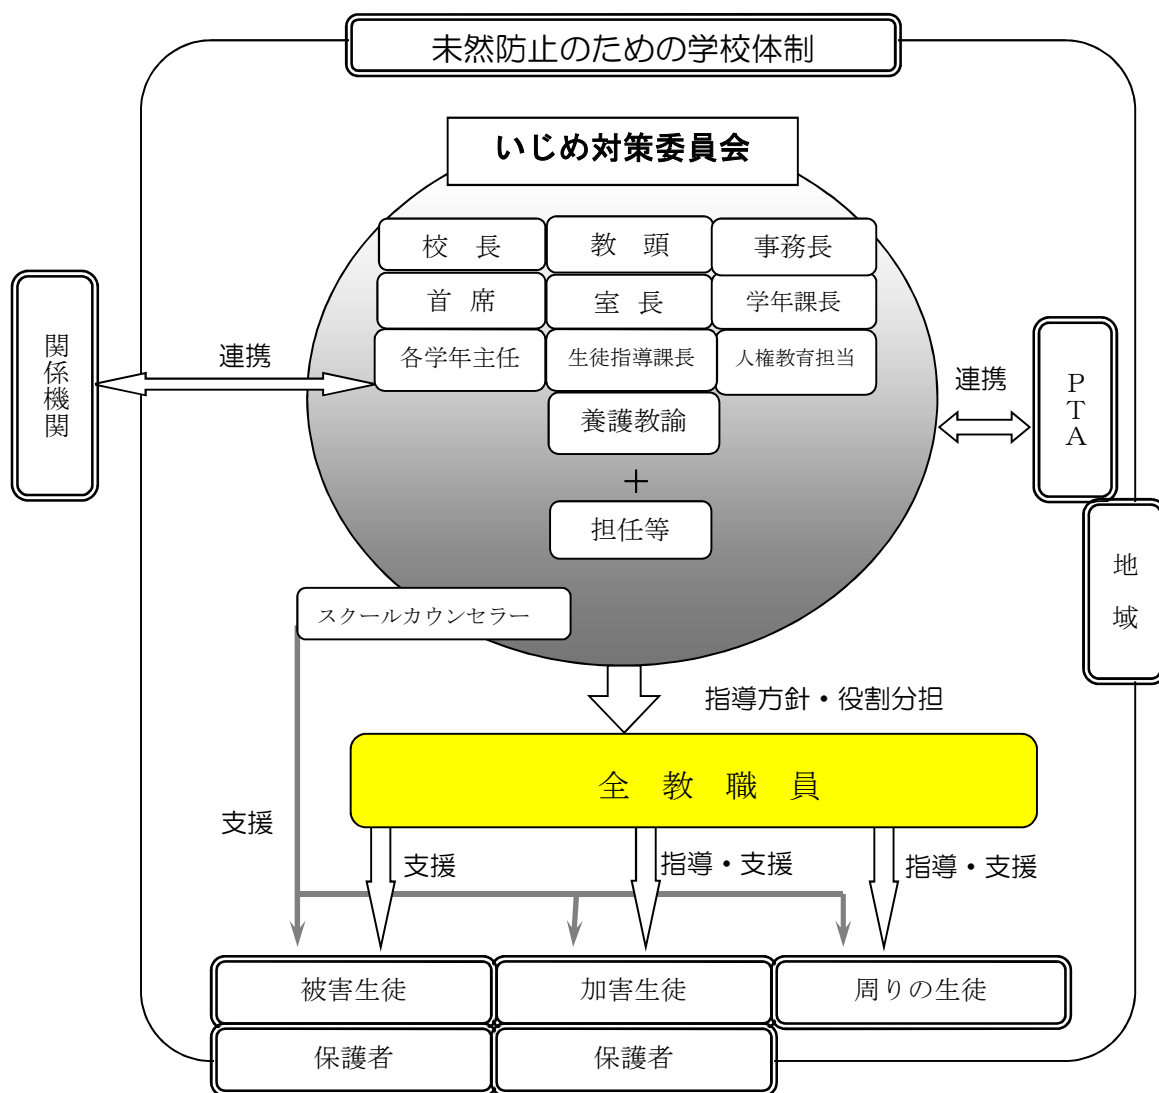 未然防止のための学校体制
いじめ対策委員会
校 長
教 頭
事務長
首 席
室 長
学年課長
各学年主任
生徒指導課長
人権教育担当
養護教諭
＋
担任等
スクールカウンセラー
関係機関
連携
連携
PTA
地域
指導方針・役割分担
全 教 職 員
支援
支援
指導・支援
指導・支援
被害生徒
加害生徒
周りの生徒
保護者
保護者